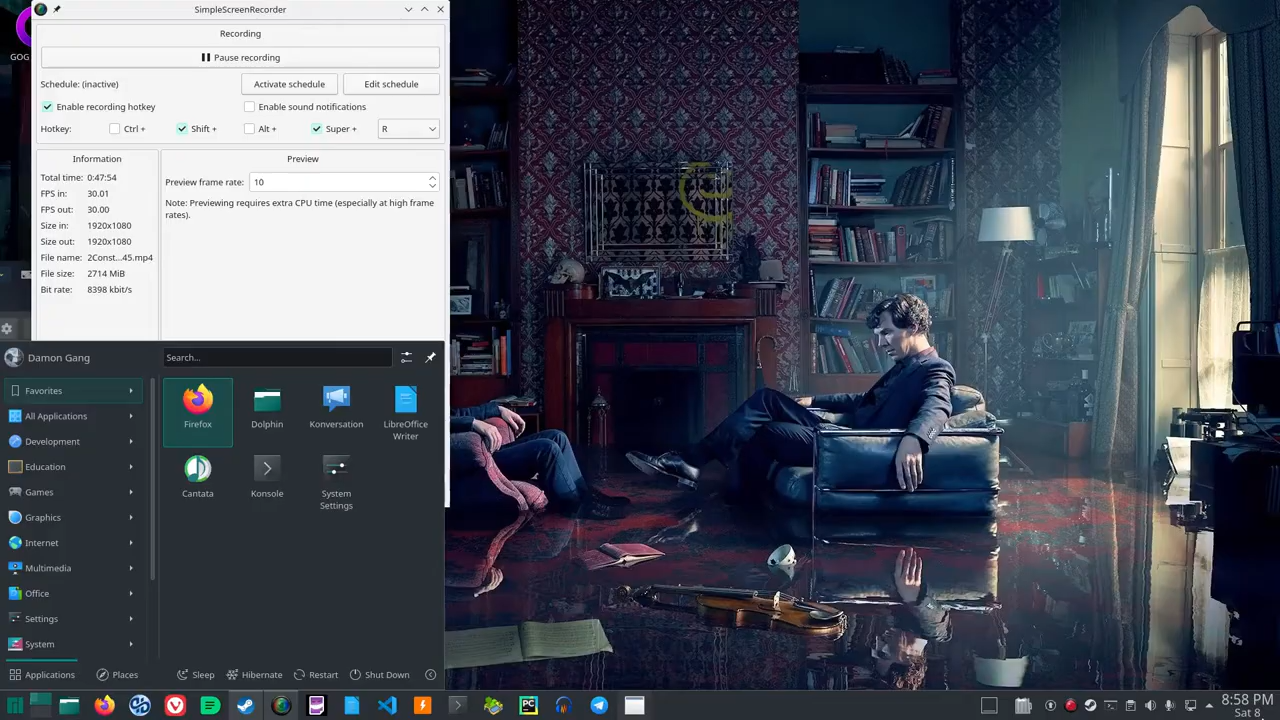 SimpleScreenRecorder
GOG
Recording
Pause recording
Schedule: (inactive)
Activate schedule
Edit schedule
Enable recording hotkey
Enable sound notifications
Hotkey:
Ctrl +
Shift +
Alt +
Super +
R
Information
Total time: 0:47:54
FPS in: 30.01
FPS out: 30.00
Size in: 1920x1080
Size out: 1920x1080
File name: 2Const...45.mp4
File size: 2714 MiB
Bit rate: 8398 kbit/s
Preview
Preview frame rate: 10
Note: Previewing requires extra CPU time (especially at high frame
rates).
Damon Gang
Search...
Favorites
All Applications
Development
Education
Games
Graphics
Internet
Multimedia
Office
Settings
System
Firefox
Dolphin
Konversation
LibreOffice
Writer
Cantata
Konsole
System
Settings
Applications
Places
Sleep
Hibernate
Restart
Shut Down
PC
8:58 PM
Sat 8